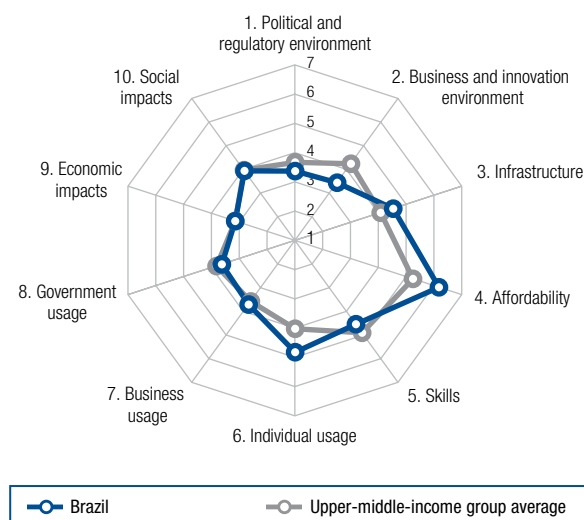 1. Political and
regulatory environment
2. Business and innovation
environment
3. Infrastructure
4. Affordability
5. Skills
6. Individual usage
7. Business
usage
8. Government
usage
9. Economic
impacts
10. Social
impacts
7
6
5
4
3
2
1
Brazil
Upper-middle-income group average